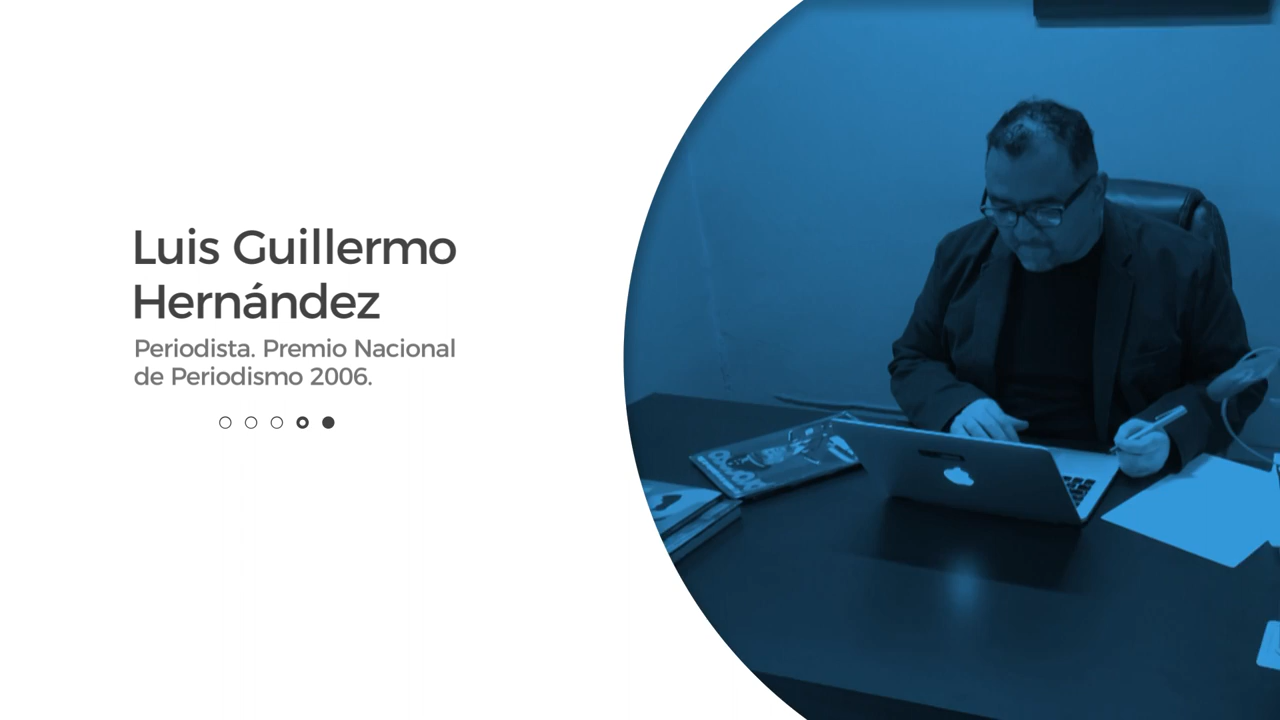 Luis Guillermo
Hernández
Periodista. Premio Nacional
de Periodismo 2006.